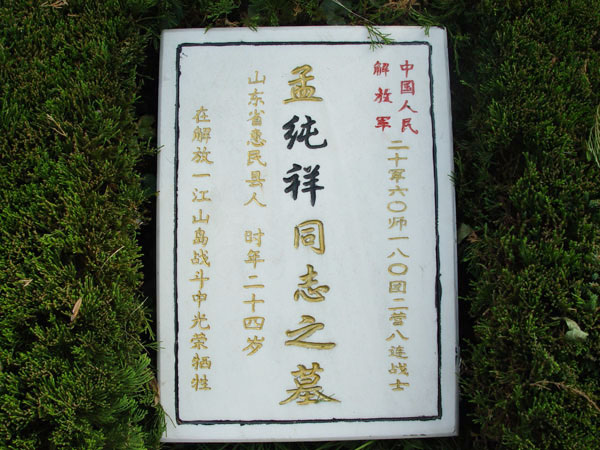 中国人民
解放军
二十军六〇师一八〇团二营八连战士
孟纯祥同志之墓
山东省惠民县人 时年二十四岁
在解放一江山岛战斗中光荣牺牲